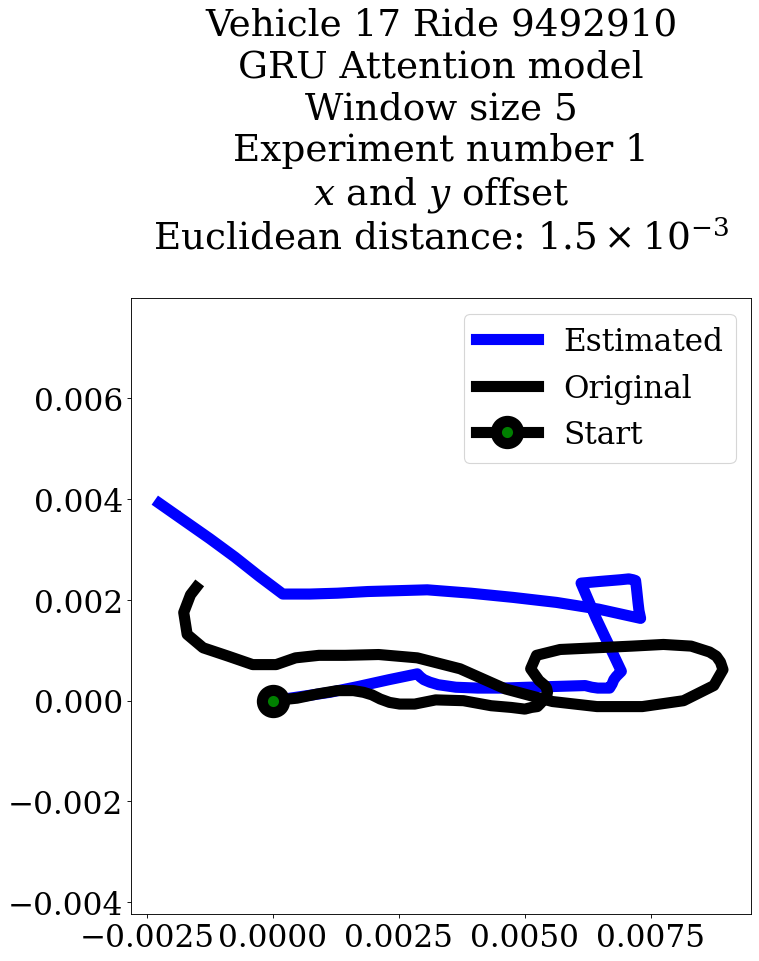 Vehicle 17 Ride 9492910
GRU Attention model
Window size 5
Experiment number 1
x and y offset
Euclidean distance: 1.5 × 10⁻³
Estimated
Original
Start
0.006
0.004
0.002
0.000
−0.002
−0.004
−0.0025 0.0000 0.0025 0.0050 0.0075